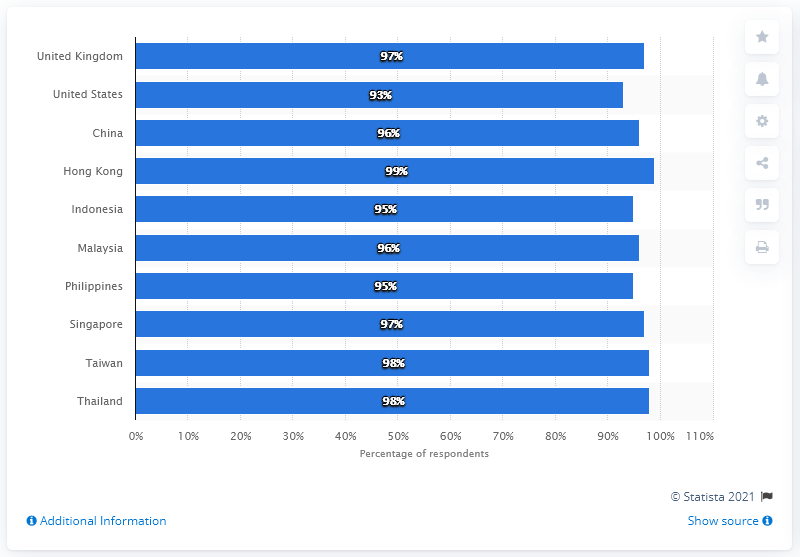 United Kingdom 97%
United States 93%
China 96%
Hong Kong 99%
Indonesia 95%
Malaysia 96%
Philippines 95%
Singapore 97%
Taiwan 98%
Thailand 98%
0% 10% 20% 30% 40% 50% 60% 70% 80% 90% 100% 110%
Percentage of respondents
© Statista 2021
Additional Information Show source